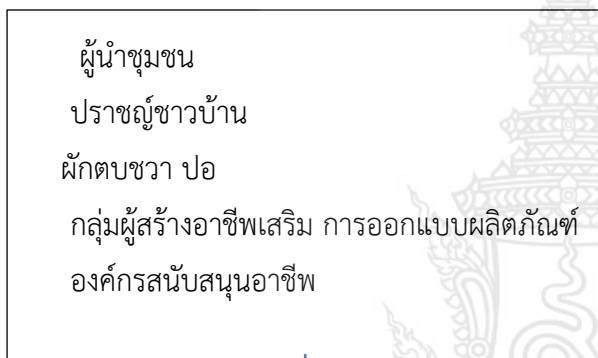 ผู้นำชุมชน
ปราชญ์ชาวบ้าน
ผักตบชวา ปอ
กลุ่มผู้สร้างอาชีพเสริม การออกแบบผลิตภัณฑ์
องค์กรสนับสนุนอาชีพ